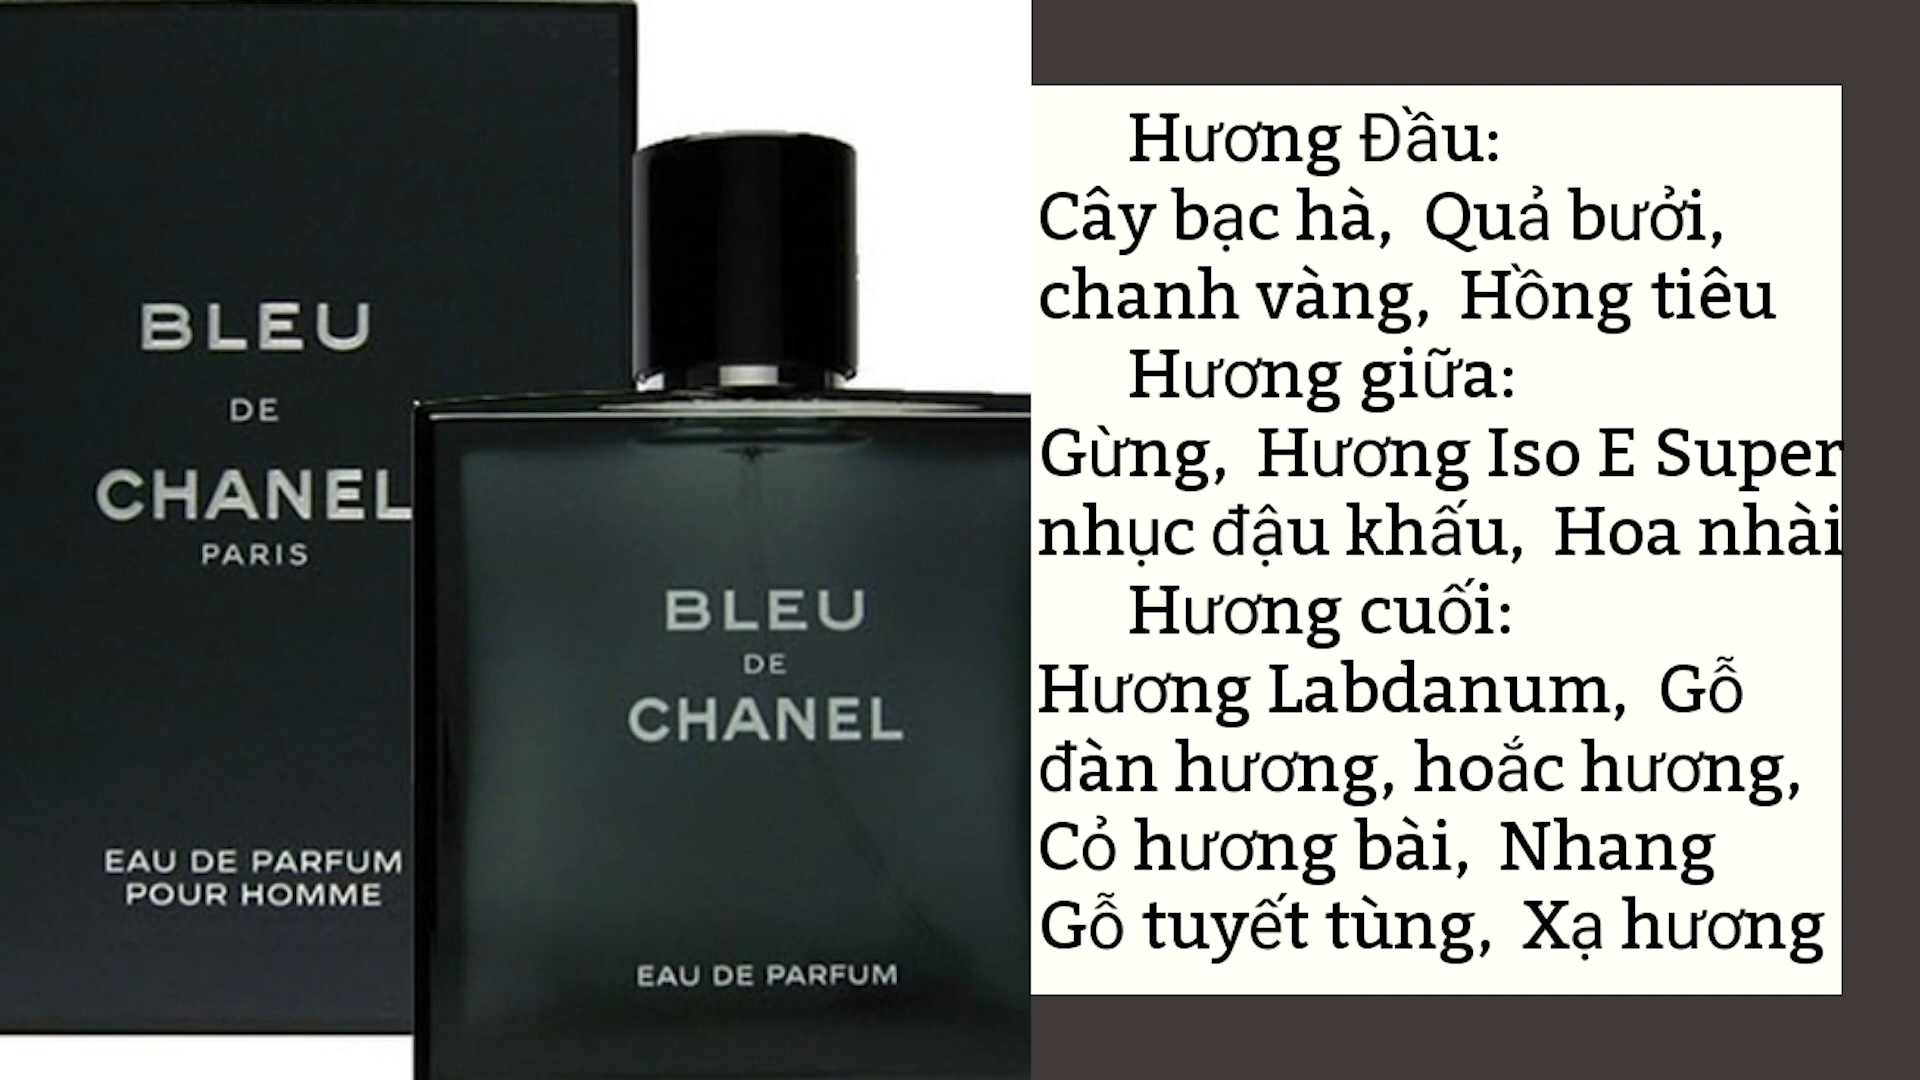 BLEU
DE
CHANEL
PARIS
EAU DE PARFUM
POUR HOMME
BLEU
DE
CHANEL
EAU DE PARFUM
Hương Đầu:
Cây bạc hà, Quả bưởi,
chanh vàng, Hồng tiêu
Hương giữa:
Gừng, Hương Iso E Super
nhục đậu khấu, Hoa nhài
Hương cuối:
Hương Labdanum, Gỗ
đàn hương, hoắc hương,
Cỏ hương bài, Nhang
Gỗ tuyết tùng, Xạ hương